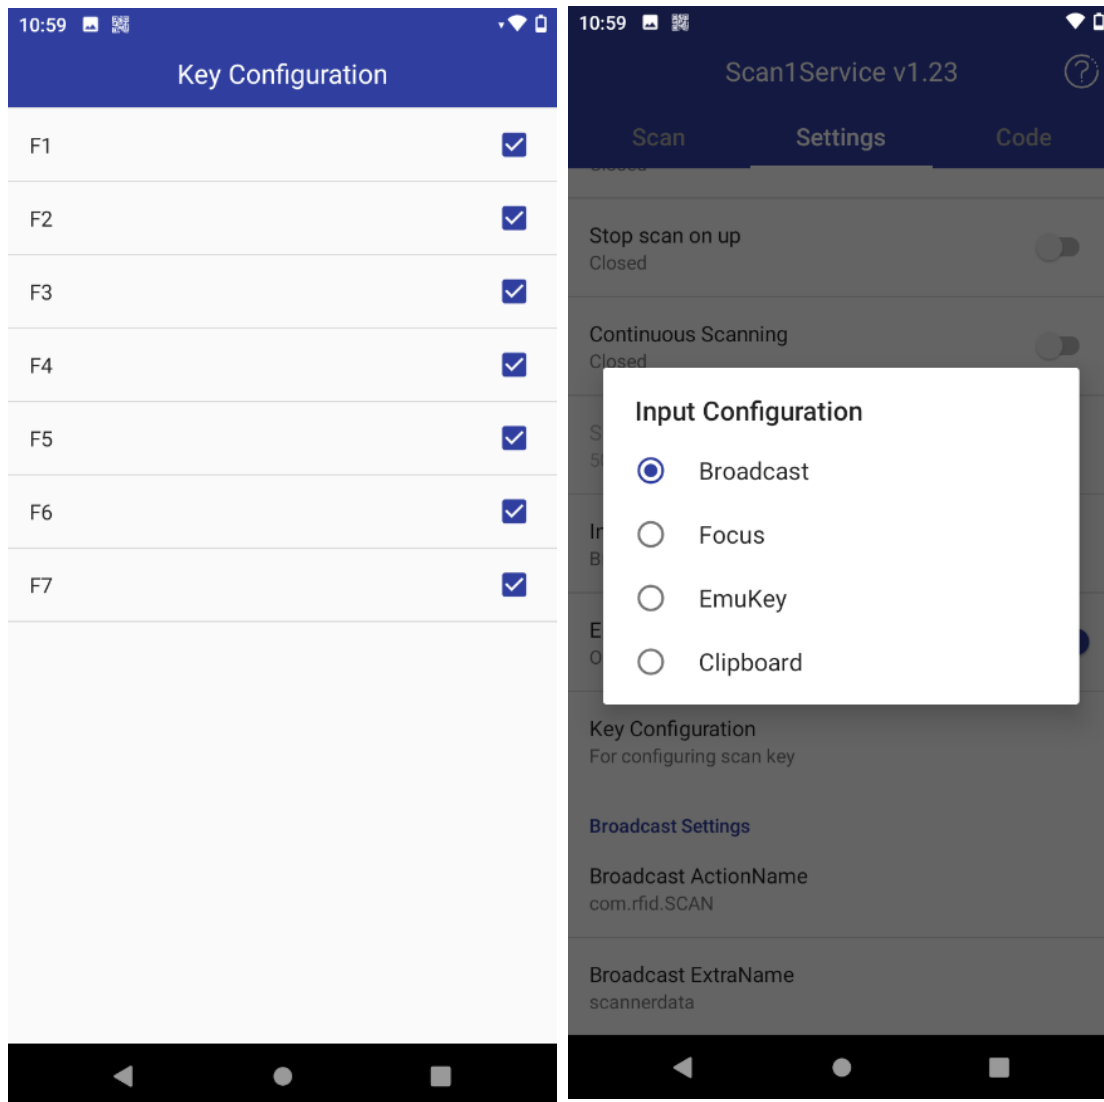 10:59
Key Configuration
F1
F2
F3
F4
F5
F6
F7
10:59
Scan1Service v1.23
?
Scan Settings Code
Closed
Stop scan on up
Closed
Continuous Scanning
Closed
Input Configuration
Broadcast
Focus
EmuKey
Clipboard
Key Configuration
For configuring scan key
Broadcast Settings
Broadcast ActionName
com.rfid.SCAN
Broadcast ExtraName
scannerdata